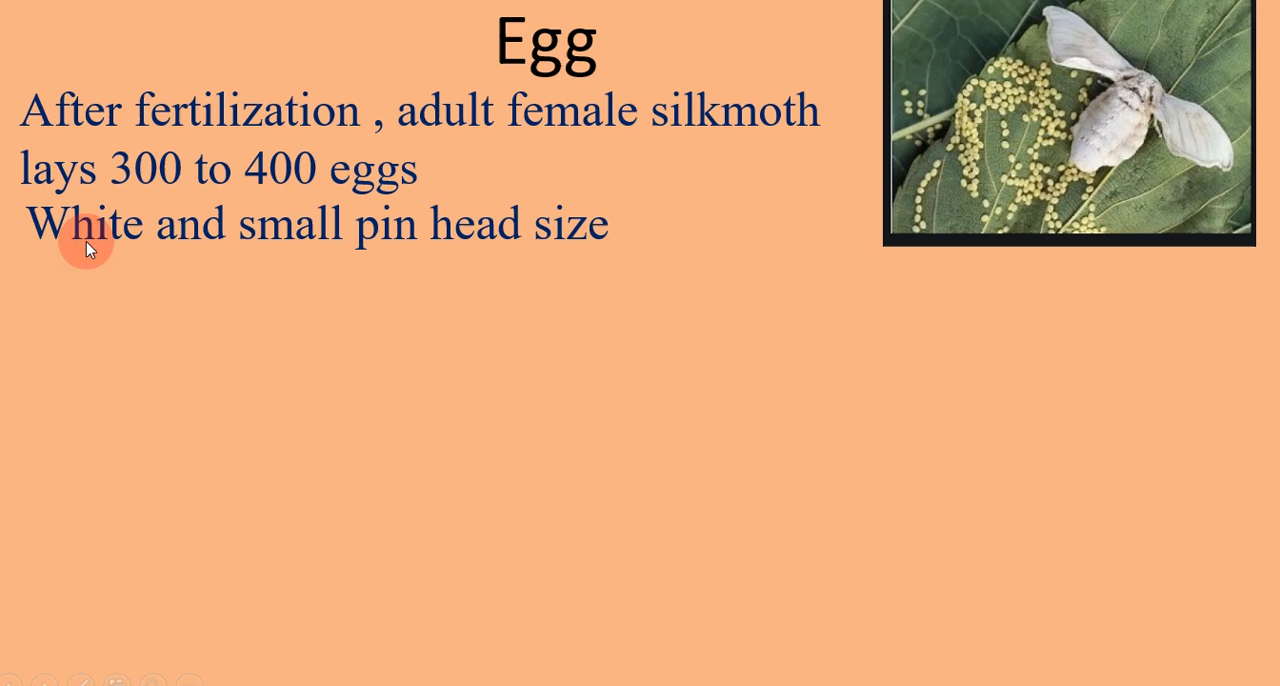 Egg
After fertilization , adult female silkmoth
lays 300 to 400 eggs
White and small pin head size